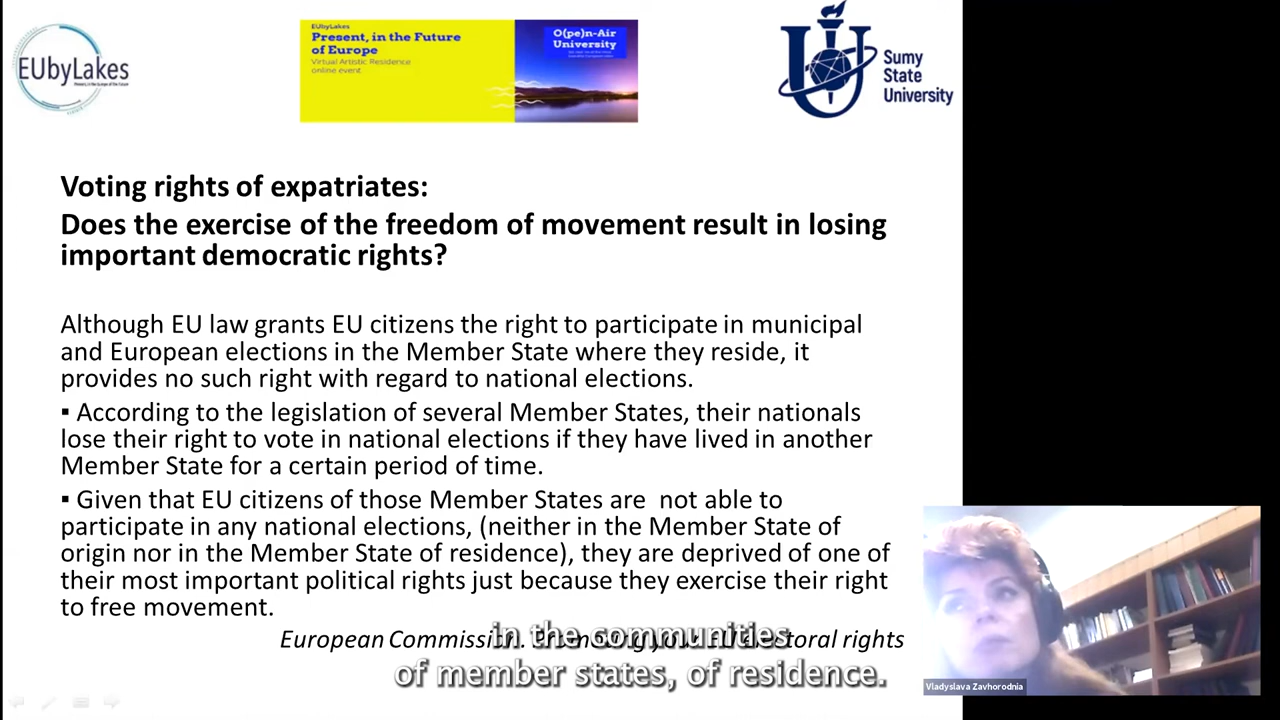 EUbyLakes
EUbyLakes
Present, in the Future
of Europe
Virtual Artistic Residence
online event
O(pe)n-Air
University
Sumy
State
University
Voting rights of expatriates:
Does the exercise of the freedom of movement result in losing
important democratic rights?
Although EU law grants EU citizens the right to participate in municipal
and European elections in the Member State where they reside, it
provides no such right with regard to national elections.
▪ According to the legislation of several Member States, their nationals
lose their right to vote in national elections if they have lived in another
Member State for a certain period of time.
▪ Given that EU citizens of those Member States are  not able to
participate in any national elections, (neither in the Member State of
origin nor in the Member State of residence), they are deprived of one of
their most important political rights just because they exercise their right
to free movement.
European Commission. Promoting your EU electoral rights
in the communities
of member states, of residence.
Vladyslava Zavhorodnia